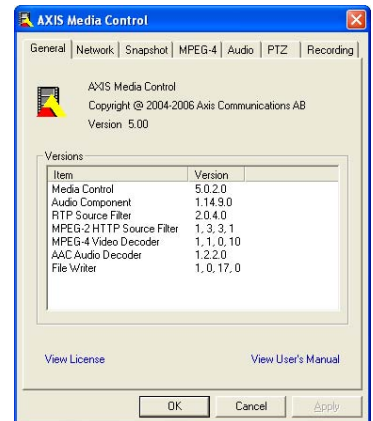 AXIS Media Control
General Network Snapshot MPEG-4 Audio PTZ Recording
AXIS Media Control
Copyright @ 2004-2006 Axis Communications AB
Version 5.00
Versions
Item Version
Media Control 5.0.2.0
Audio Component 1.14.9.0
RTP Source Filter 2.0.4.0
MPEG-2 HTTP Source Filter 1, 3, 3, 1
MPEG-4 Video Decoder 1, 1, 0, 10
AAC Audio Decoder 1.2.2.0
File Writer 1, 0, 17, 0
View License View User's Manual
OK Cancel Apply